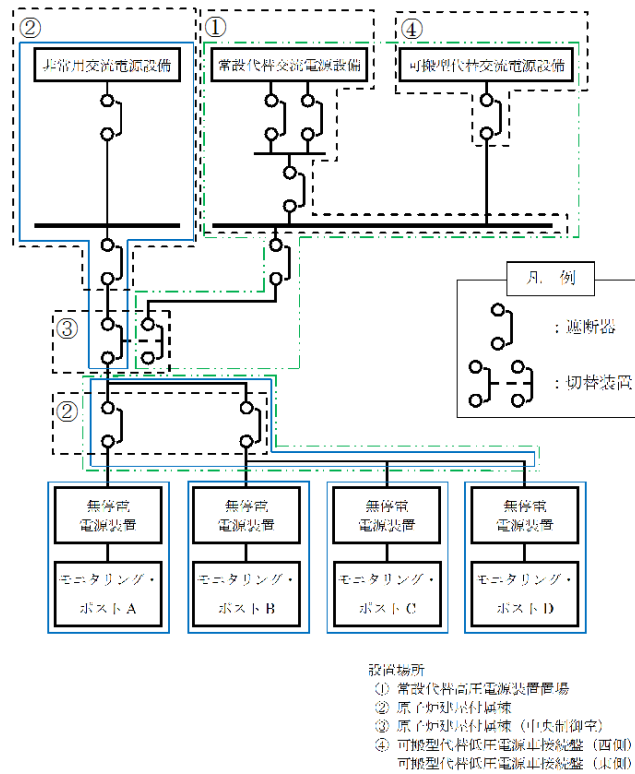 ②
①
④
非常用交流電源設備
常設代替交流電源設備
可搬型代替交流電源設備
凡 例
：遮断器
：切替装置
③
②
無停電
電源装置
モニタリング・
ポストA
無停電
電源装置
モニタリング・
ポストB
無停電
電源装置
モニタリング・
ポストC
無停電
電源装置
モニタリング・
ポストD
設置場所
① 常設代替高圧電源装置置場
② 原子炉建屋付属棟
③ 原子炉建屋付属棟（中央制御室）
④ 可搬型代替低圧電源車接続盤（西側）
可搬型代替低圧電源車接続盤（東側）